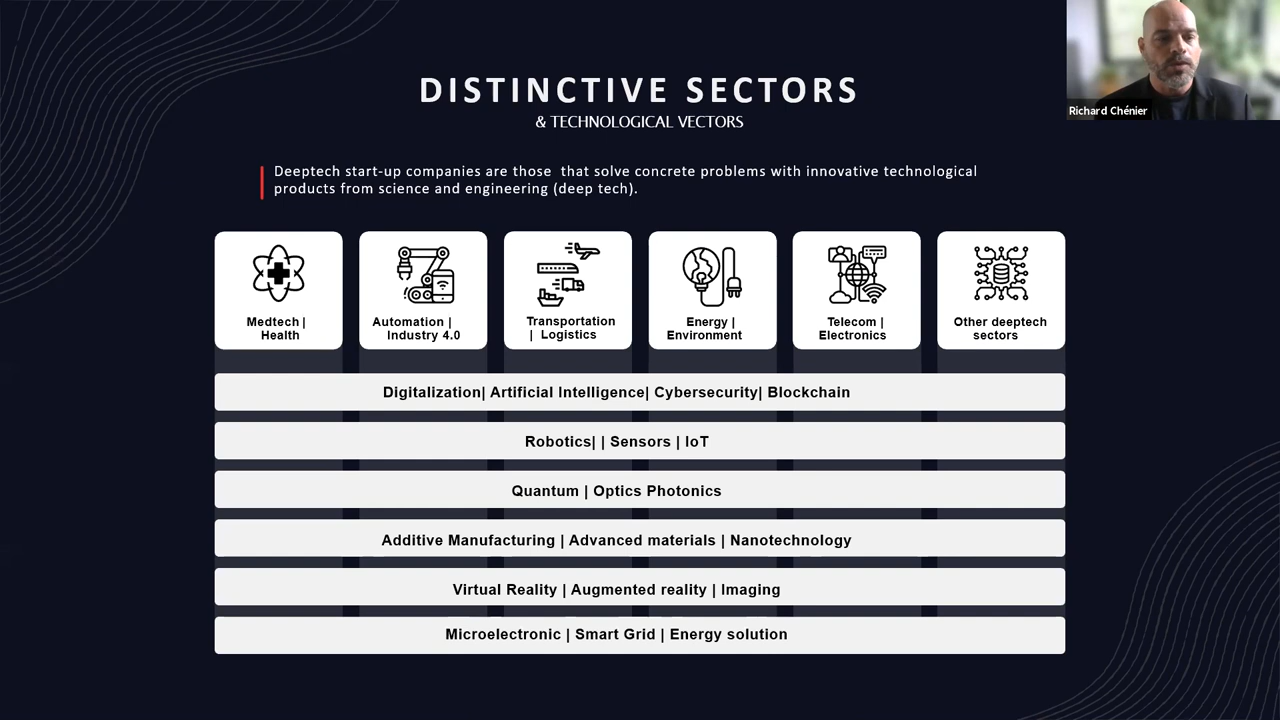 DISTINCTIVE SECTORS
& TECHNOLOGICAL VECTORS
Richard Chénier
Deeptech start-up companies are those that solve concrete problems with innovative technological
products from science and engineering (deep tech).
Medtech |
Health
Automation |
Industry 4.0
Transportation
| Logistics
Energy |
Environment
Telecom |
Electronics
Other deeptech
sectors
Digitalization| Artificial Intelligence| Cybersecurity| Blockchain
Robotics| | Sensors | IoT
Quantum | Optics Photonics
Additive Manufacturing | Advanced materials | Nanotechnology
Virtual Reality | Augmented reality | Imaging
Microelectronic | Smart Grid | Energy solution